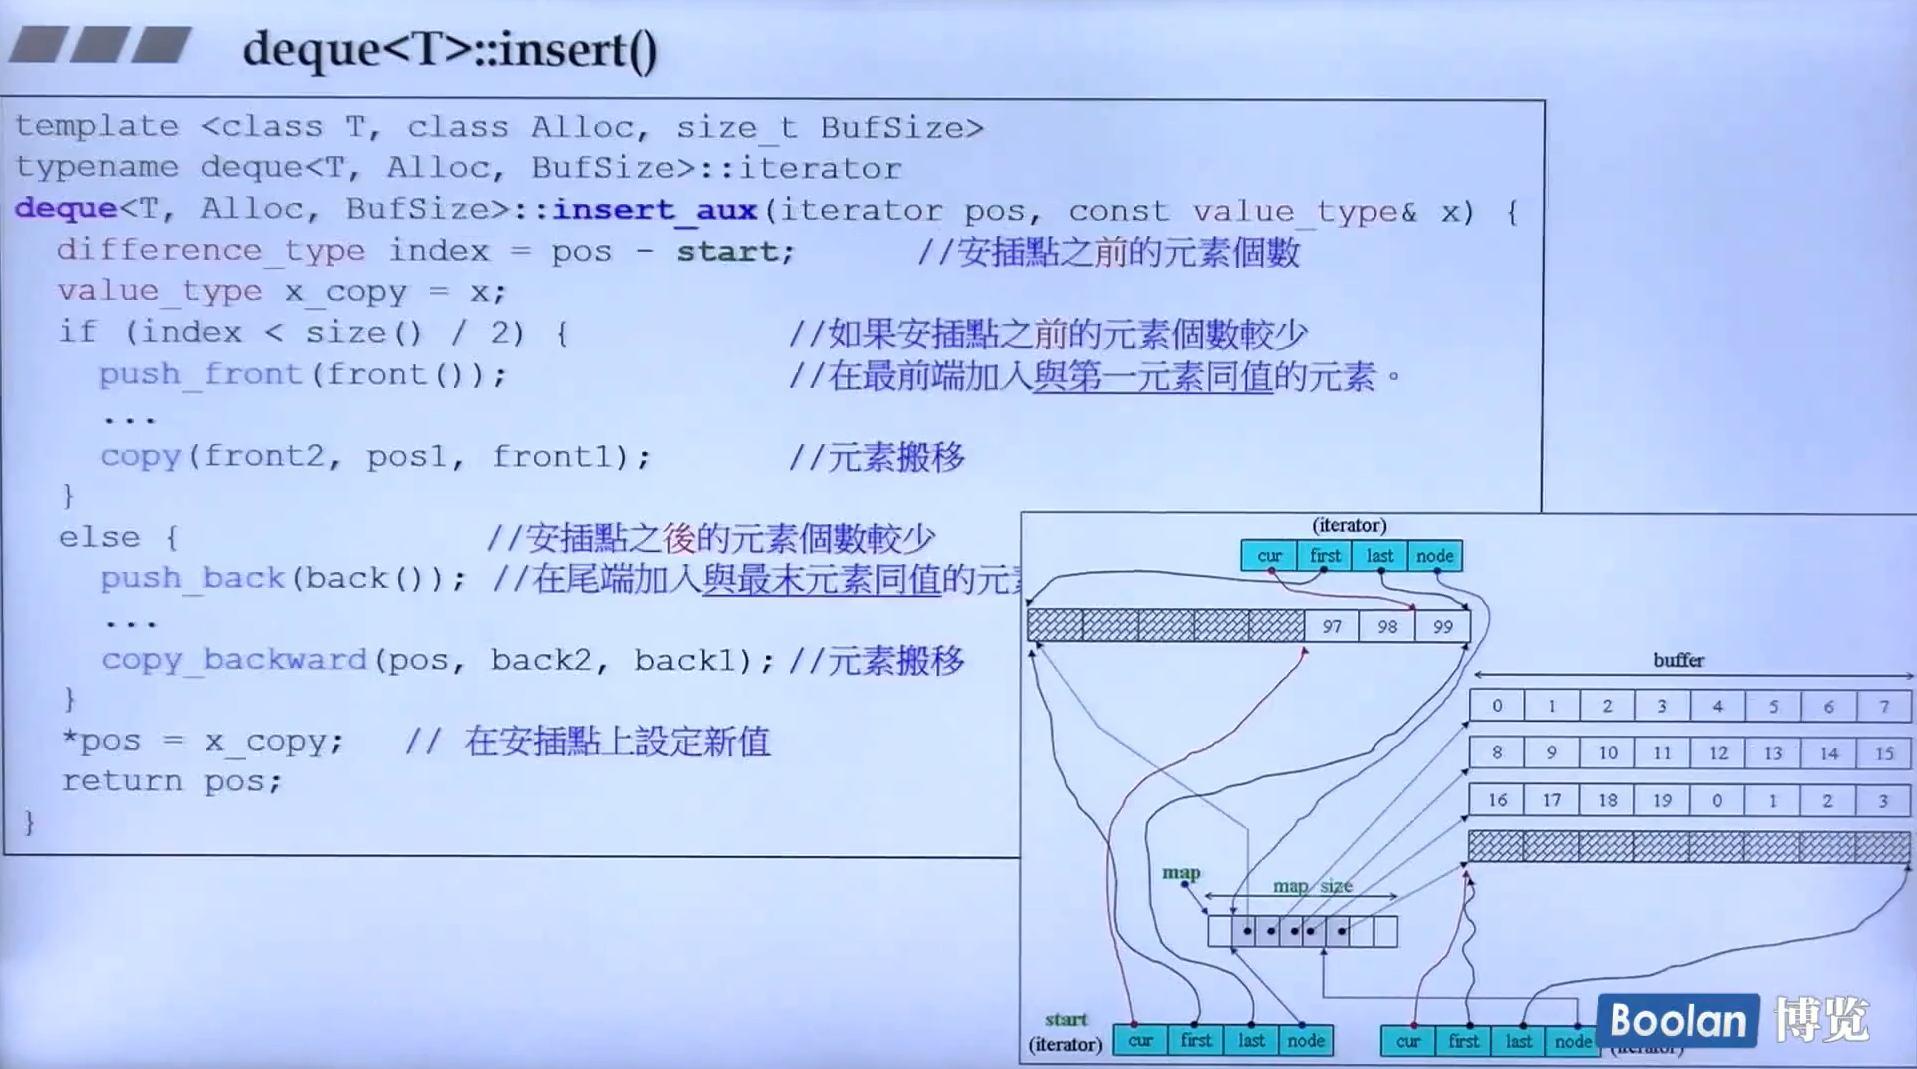 deque<T>::insert()
template <class T, class Alloc, size_t BufSize>
typename deque<T, Alloc, BufSize>::iterator
deque<T, Alloc, BufSize>::insert_aux(iterator pos, const value_type& x) {
difference_type index = pos - start; //安插點之前的元素個數
value_type x_copy = x;
if (index < size() / 2) { //如果安插點之前的元素個數較少
push_front(front()); //在最前端加入與第一元素同值的元素。
...
copy(front2, pos1, front1); //元素搬移
}
else { //安插點之後的元素個數較少
push_back(back()); //在尾端加入與最末元素同值的元
...
copy_backward(pos, back2, back1); //元素搬移
}
*pos = x_copy; // 在安插點上設定新值
return pos;
}
(iterator)
cur first last node
97 98 99
buffer
0 1 2 3 4 5 6 7
8 9 10 11 12 13 14 15
16 17 18 19 0 1 2 3
map
map_size
start
(iterator)
cur first last node
cur first last node
(iterator)
Boolan 博览